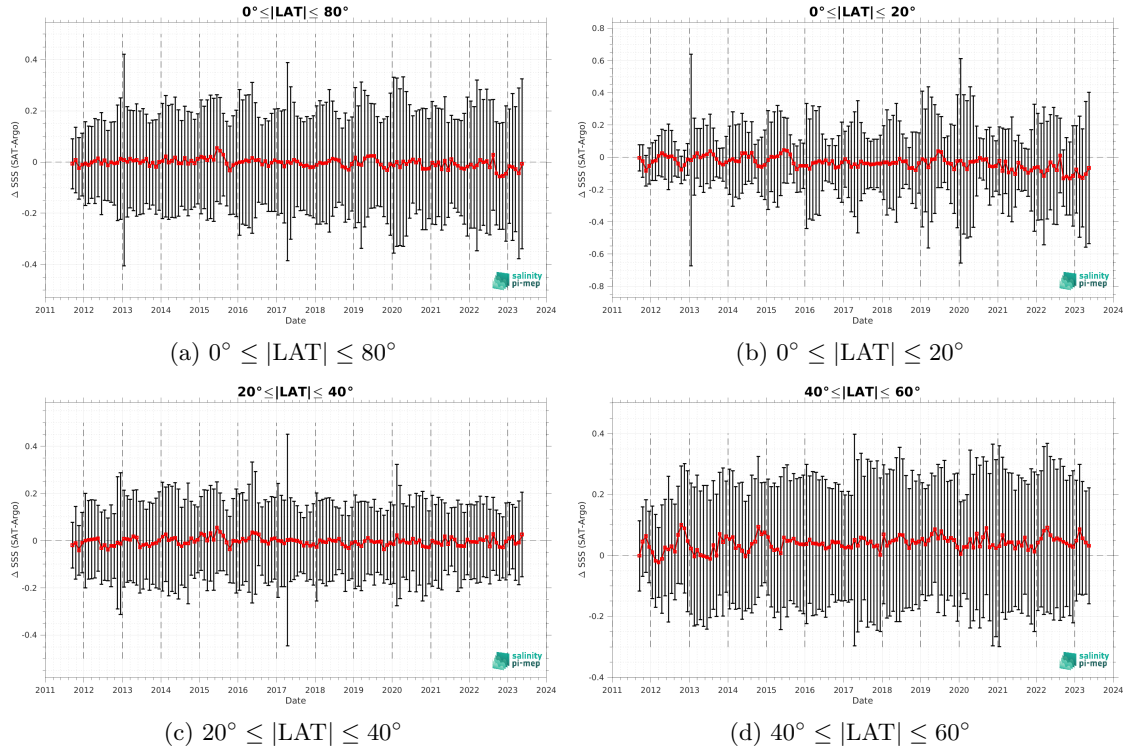 0°≤|LAT|≤ 80°
0.4
0.2
0
-0.2
-0.4
Δ SSS (SAT-Argo)
salinity
pi-mep
2011 2012 2013 2014 2015 2016 2017 2018 2019 2020 2021 2022 2023 2024
Date
(a) 0° ≤ |LAT| ≤ 80°
0°≤|LAT|≤ 20°
0.8
0.6
0.4
0.2
0
-0.2
-0.4
-0.6
-0.8
Δ SSS (SAT-Argo)
salinity
pi-mep
2011 2012 2013 2014 2015 2016 2017 2018 2019 2020 2021 2022 2023 2024
Date
(b) 0° ≤ |LAT| ≤ 20°
20°≤|LAT|≤ 40°
0.4
0.2
0
-0.2
-0.4
Δ SSS (SAT-Argo)
salinity
pi-mep
2011 2012 2013 2014 2015 2016 2017 2018 2019 2020 2021 2022 2023 2024
Date
(c) 20° ≤ |LAT| ≤ 40°
40°≤|LAT|≤ 60°
0.4
0.2
0
-0.2
-0.4
Δ SSS (SAT-Argo)
salinity
pi-mep
2011 2012 2013 2014 2015 2016 2017 2018 2019 2020 2021 2022 2023 2024
Date
(d) 40° ≤ |LAT| ≤ 60°